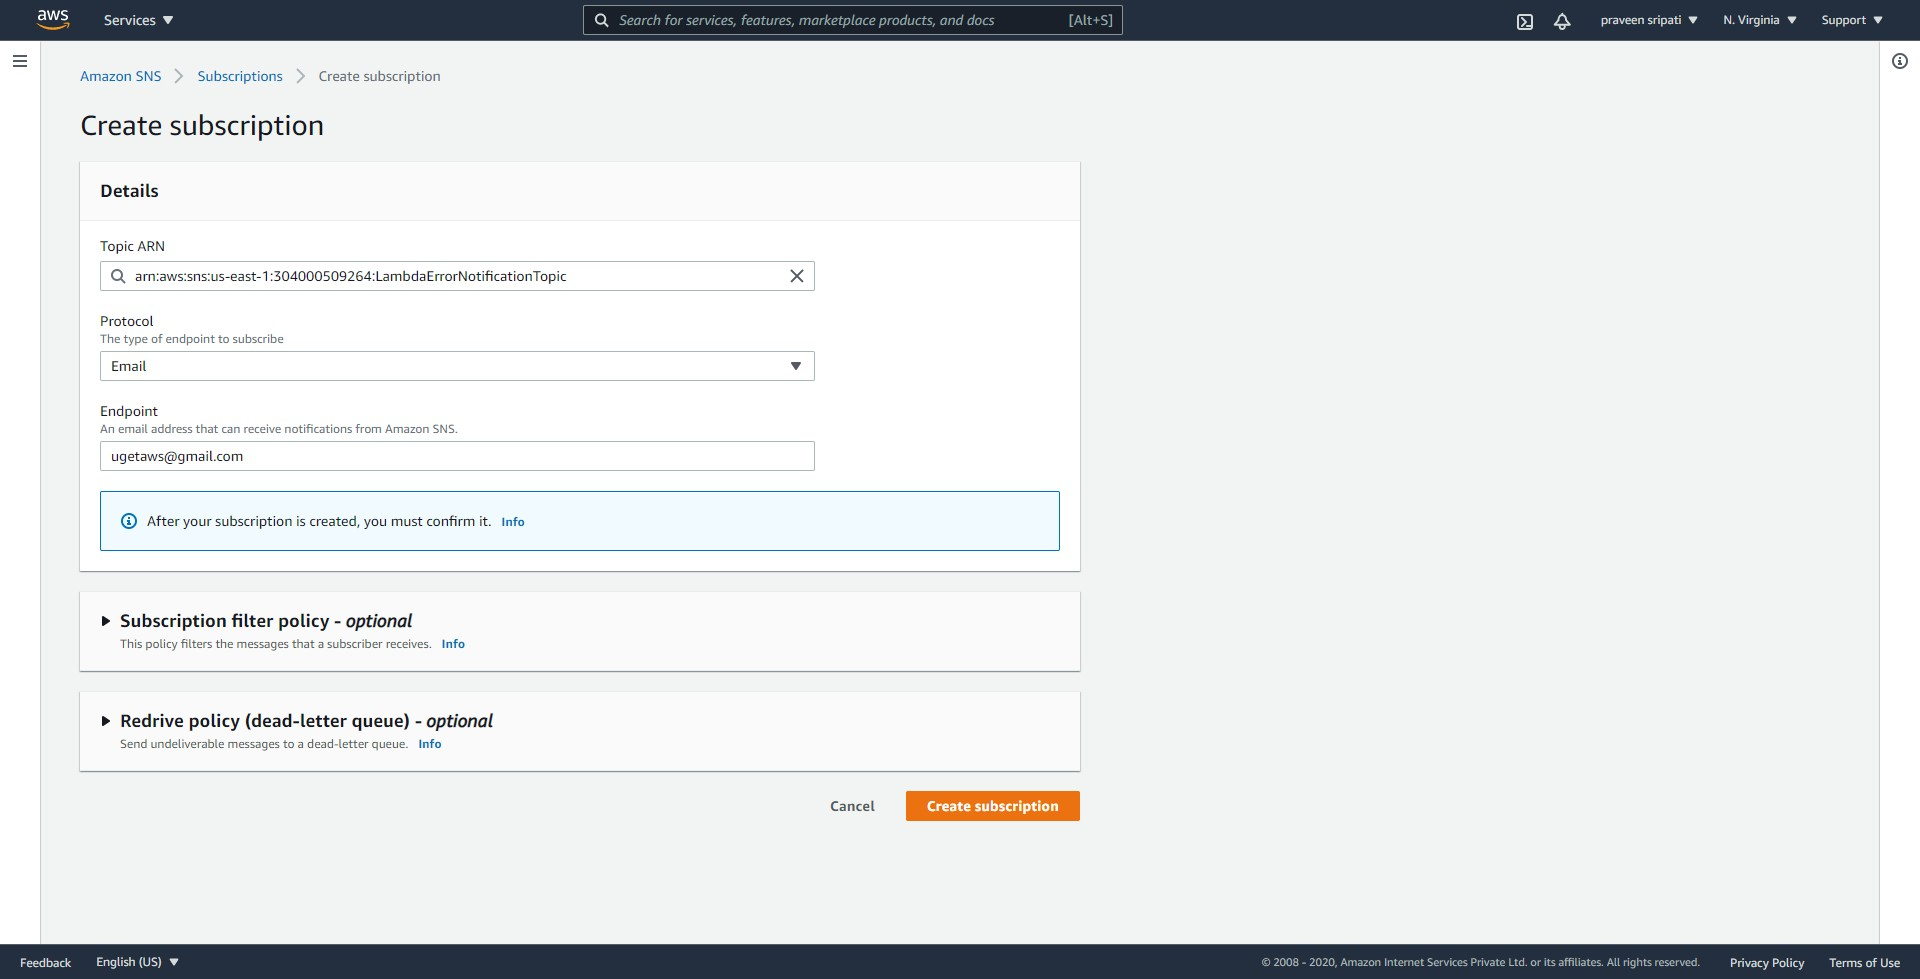 aws
Services
Search for services, features, marketplace products, and docs [Alt+S]
praveen sripati
N. Virginia
Support
Amazon SNS
Subscriptions
Create subscription
Create subscription
Details
Topic ARN
arn:aws:sns:us-east-1:304000509264:LambdaErrorNotificationTopic
Protocol
The type of endpoint to subscribe
Email
Endpoint
An email address that can receive notifications from Amazon SNS.
ugetaws@gmail.com
After your subscription is created, you must confirm it. Info
Subscription filter policy - optional
This policy filters the messages that a subscriber receives. Info
Redrive policy (dead-letter queue) - optional
Send undeliverable messages to a dead-letter queue. Info
Cancel
Create subscription
Feedback
English (US)
© 2008 - 2020, Amazon Internet Services Private Ltd. or its affiliates. All rights reserved.
Privacy Policy
Terms of Use